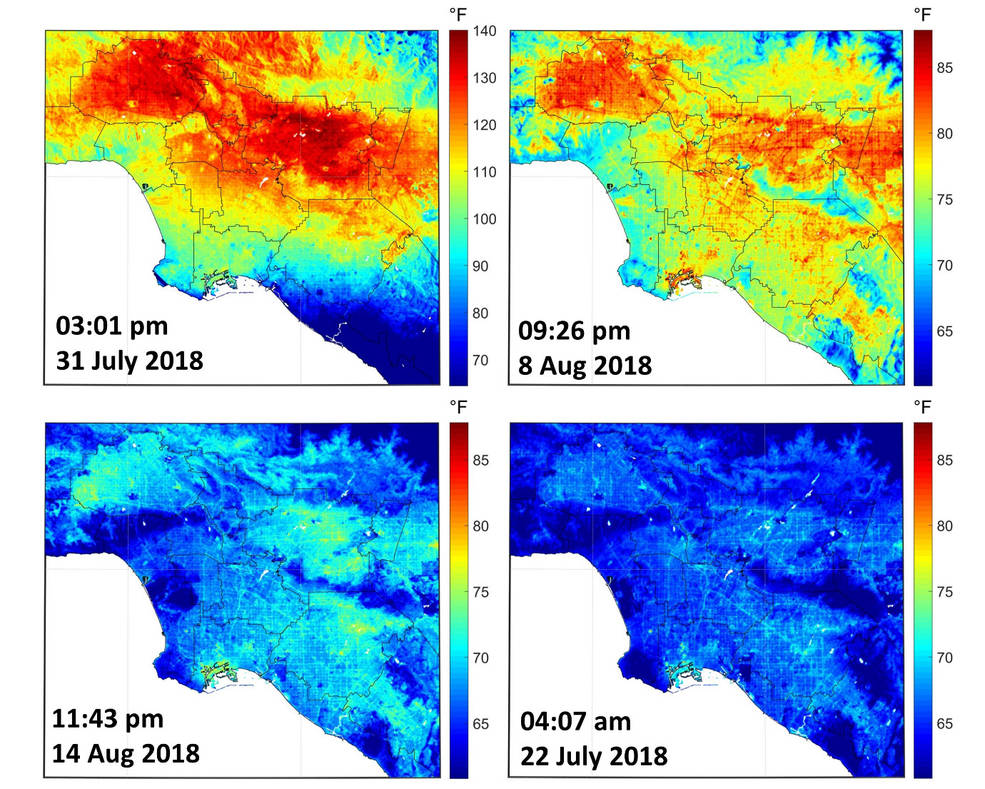 °F
140
130
120
110
100
90
80
70
03:01 pm
31 July 2018
°F
85
80
75
70
65
09:26 pm
8 Aug 2018
°F
85
80
75
70
65
11:43 pm
14 Aug 2018
°F
85
80
75
70
65
04:07 am
22 July 2018